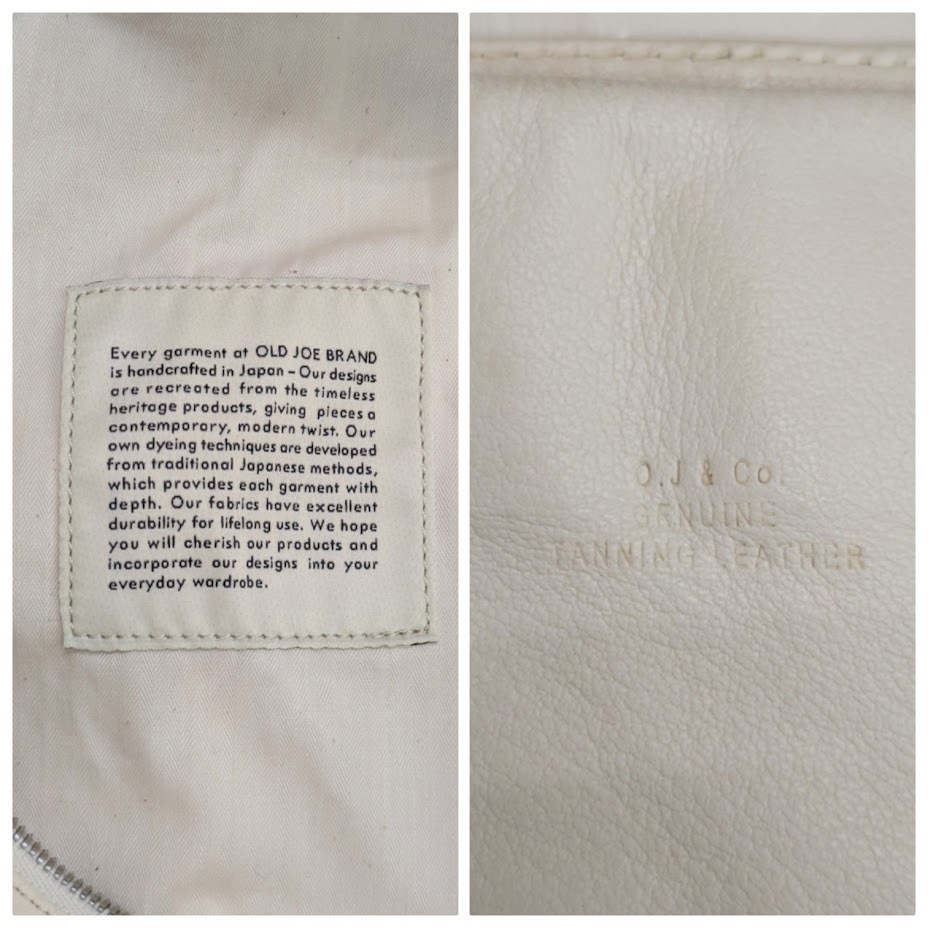 Every garment at OLD JOE BRAND
is handcrafted in Japan – Our designs
are recreated from the timeless
heritage products, giving pieces a
contemporary, modern twist. Our
own dyeing techniques are developed
from traditional Japanese methods,
which provides each garment with
depth. Our fabrics have excellent
durability for lifelong use. We hope
you will cherish our products and
incorporate our designs into your
everyday wardrobe.
O.J & Co.
GENUINE
TANNING LEATHER